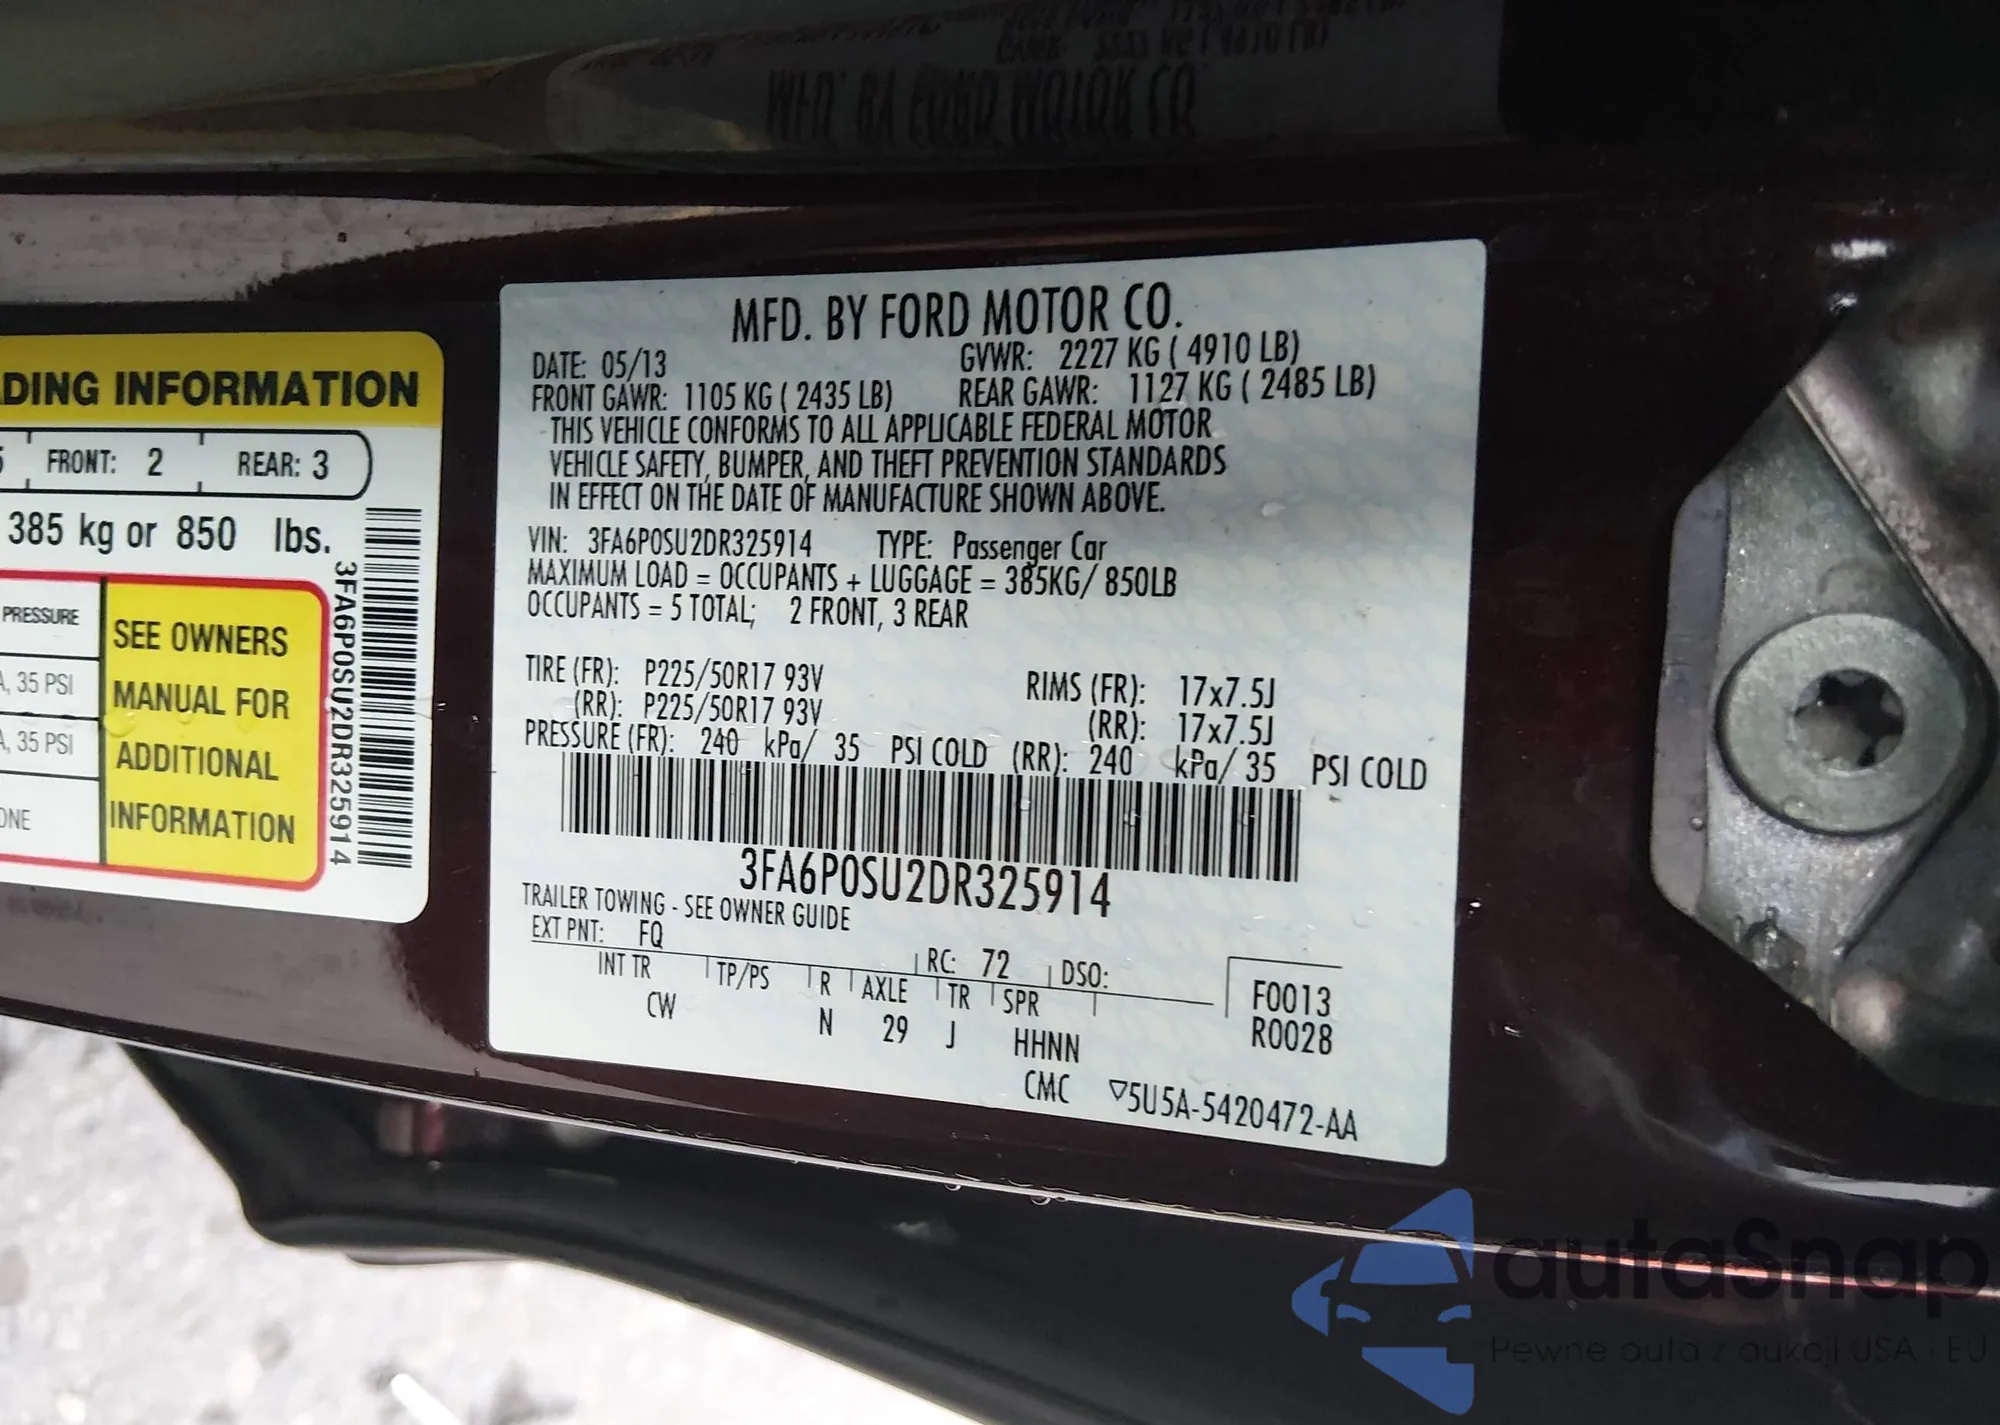 DING INFORMATION
FRONT: 2 REAR: 3
385 kg or 850 lbs.
PRESSURE
35 PSI
35 PSI
SEE OWNERS
MANUAL FOR
ADDITIONAL
INFORMATION
3FA6P0SU2DR325914
MFD. BY FORD MOTOR CO.
DATE: 05/13 GVWR: 2227 KG ( 4910 LB)
FRONT GAWR: 1105 KG ( 2435 LB) REAR GAWR: 1127 KG ( 2485 LB)
THIS VEHICLE CONFORMS TO ALL APPLICABLE FEDERAL MOTOR
VEHICLE SAFETY, BUMPER, AND THEFT PREVENTION STANDARDS
IN EFFECT ON THE DATE OF MANUFACTURE SHOWN ABOVE.
VIN: 3FA6P0SU2DR325914 TYPE: Passenger Car
MAXIMUM LOAD = OCCUPANTS + LUGGAGE = 385KG/ 850LB
OCCUPANTS = 5 TOTAL; 2 FRONT, 3 REAR
TIRE (FR): P225/50R17 93V RIMS (FR): 17x7.5J
(RR): P225/50R17 93V (RR): 17x7.5J
PRESSURE (FR): 240 kPa/ 35 PSI COLD (RR): 240 kPa/ 35 PSI COLD
3FA6P0SU2DR325914
TRAILER TOWING - SEE OWNER GUIDE
EXT PNT: FQ RC: 72 DSO:
INT TR TP/PS R AXLE TR SPR F0013
CW N 29 J HHNN R0028
CMC ▽5U5A-5420472-AA
autaSnap
Pewne auta z aukcji USA i EU